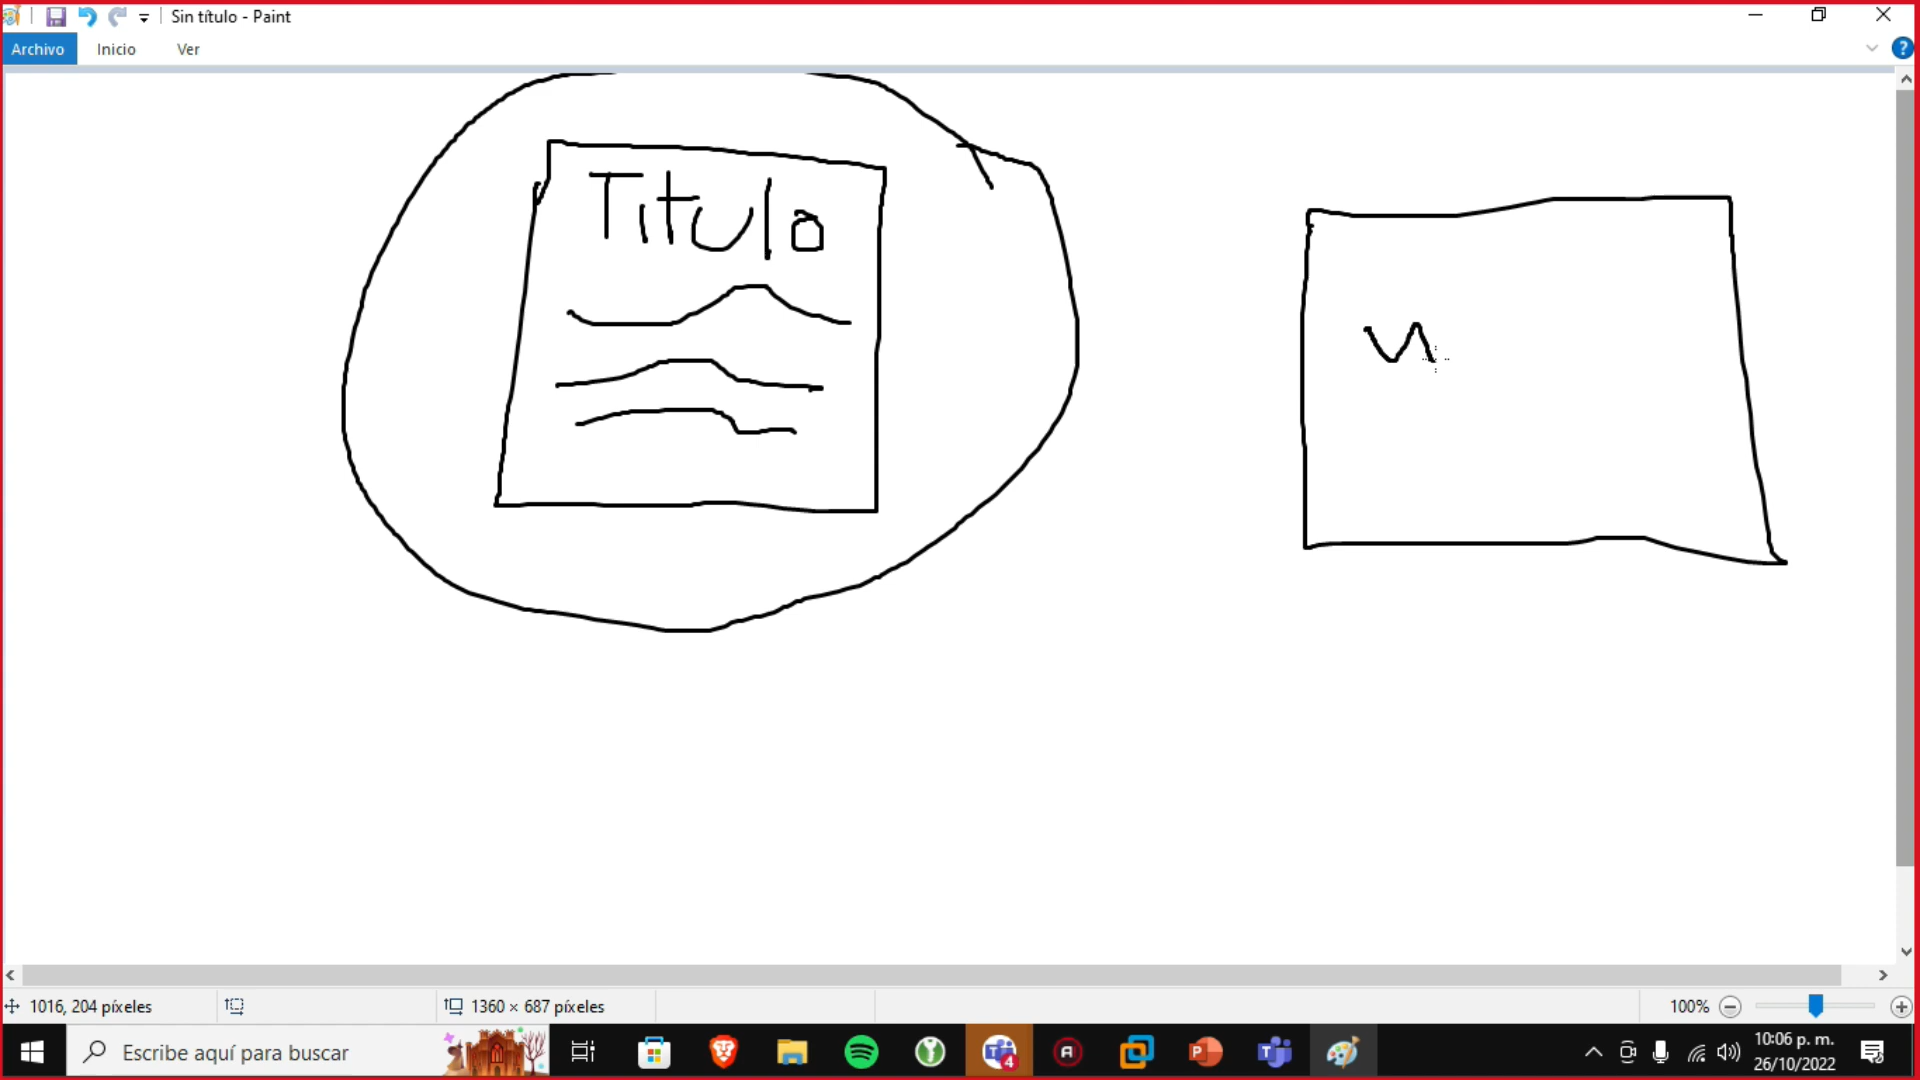 Sin título - Paint
Archivo
Inicio
Ver
Titulo
1016, 204 píxeles
1360 × 687 píxeles
100%
Escribe aquí para buscar
4
10:06 p. m.
26/10/2022